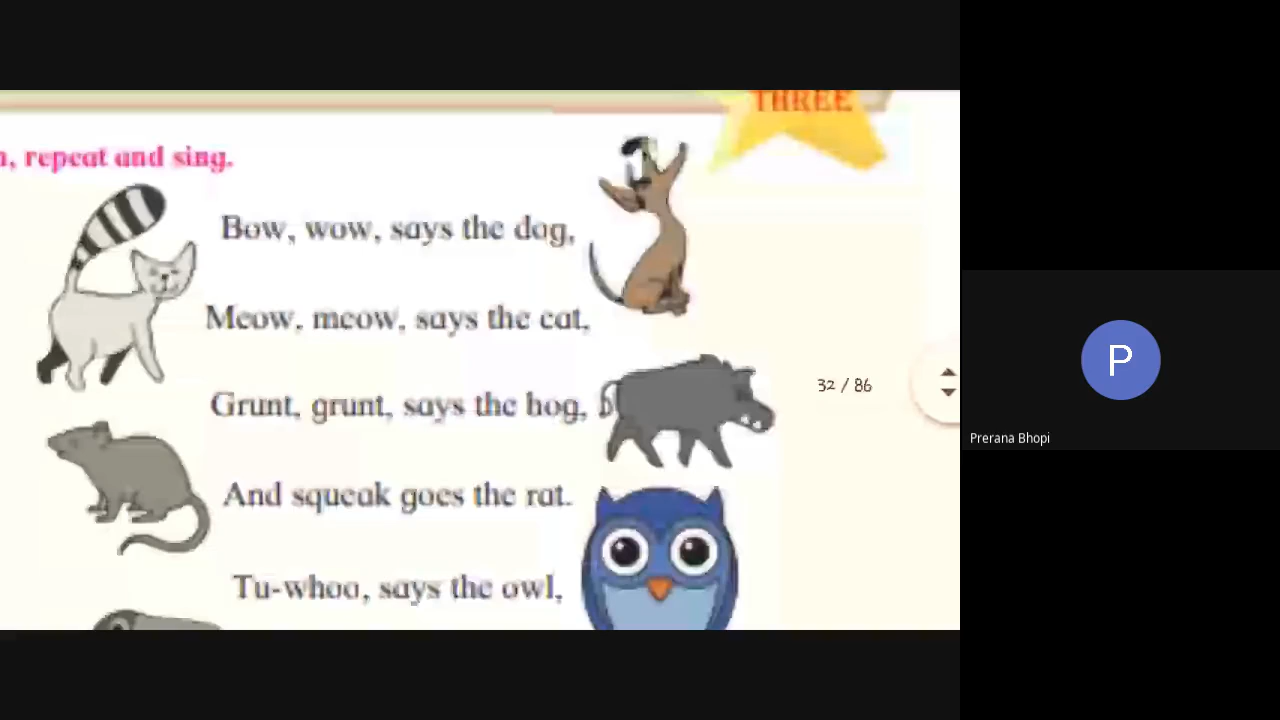 THREE
, repeat and sing.
Bow, wow, says the dog,
Meow, meow, says the cat,
Grunt, grunt, says the hog,
32 / 86
And squeak goes the rat.
Tu-whoo, says the owl,
P
Prerana Bhopi